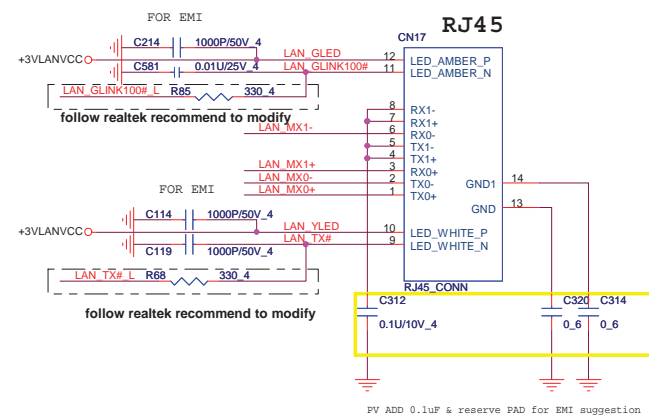 FOR EMI
RJ45
C214 1000P/50V_4
CN17
+3VLANVCC
LAN_GLED
12
LED_AMBER_P
C581 0.01U/25V_4
LAN_GLINK100#
11
LED_AMBER_N
LAN_GLINK100#_L R85 330_4
follow realtek recommend to modify
8
RX1-
7
RX1+
LAN_MX1-
6
RX0-
5
TX1-
4
TX1+
LAN_MX1+
3
RX0+
LAN_MX0-
2
TX0-
LAN_MX0+
1
TX0+
GND1
14
GND
13
FOR EMI
C114 1000P/50V_4
+3VLANVCC
LAN_YLED
10
LED_WHITE_P
LAN_TX#
9
LED_WHITE_N
C119 1000P/50V_4
LAN_TX#_L R68 330_4
RJ45_CONN
follow realtek recommend to modify
C312
0.1U/10V_4
C320
0_6
C314
0_6
PV ADD 0.1uF & reserve PAD for EMI suggestion